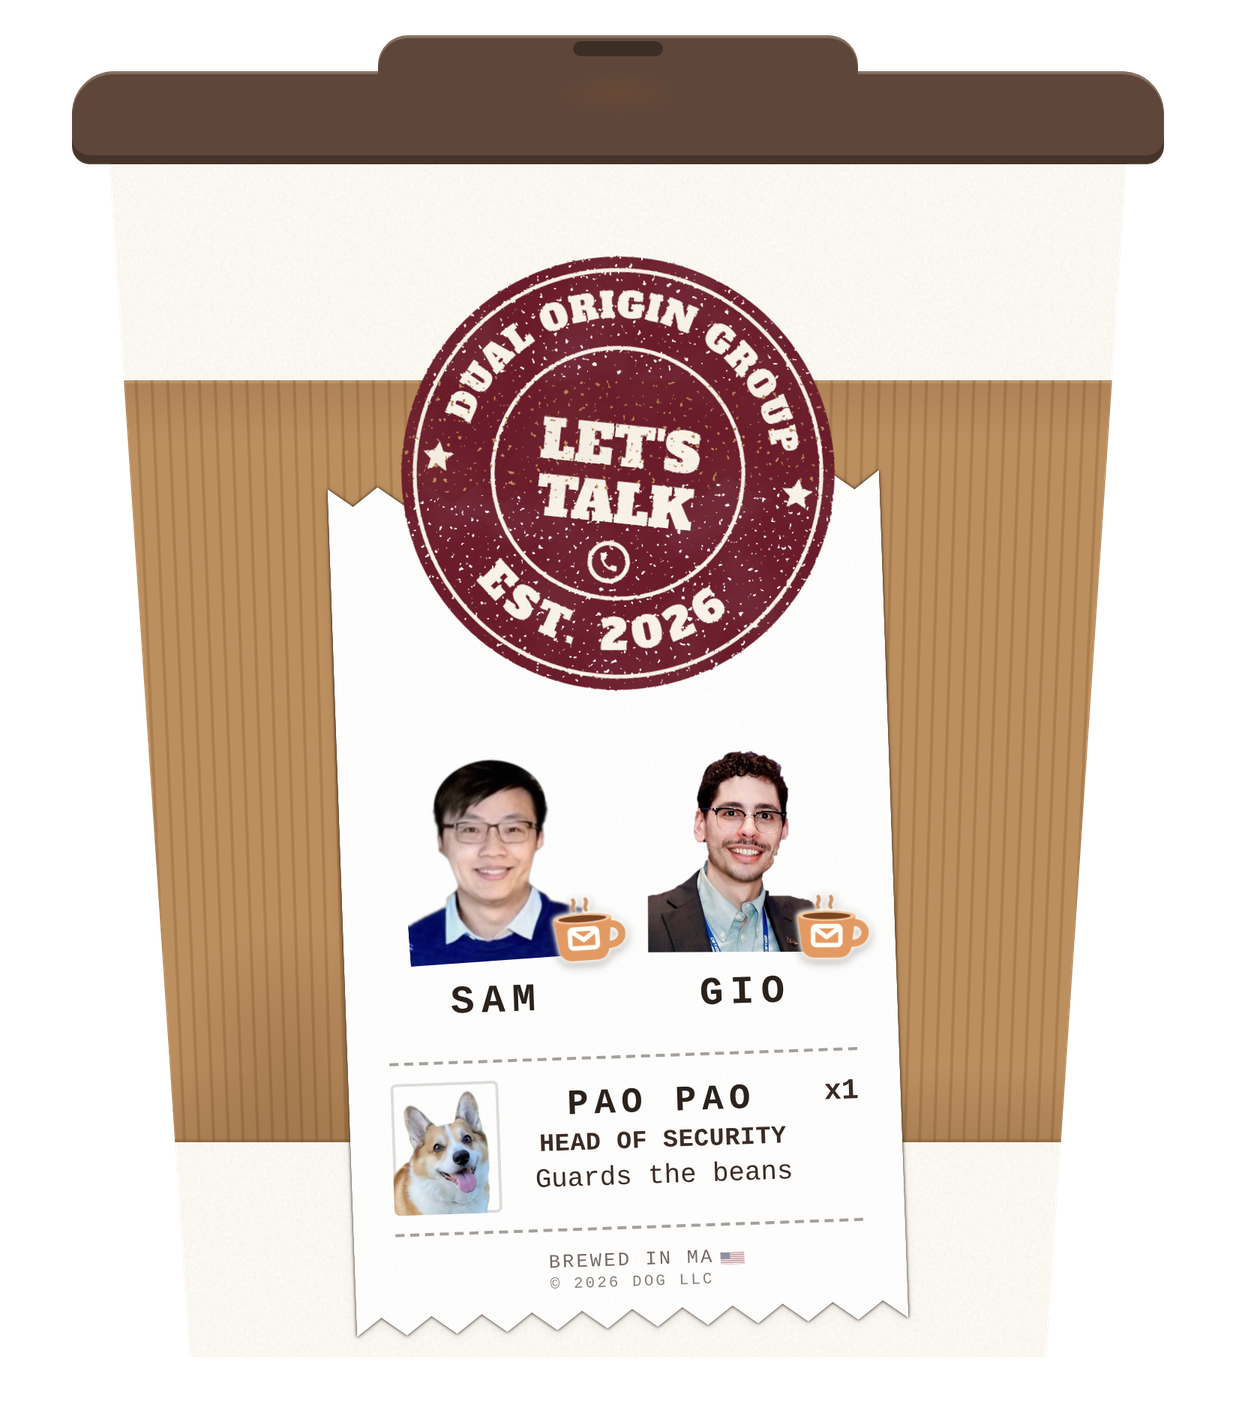 DUAL ORIGIN GROUP
LET'S
TALK
EST. 2026
SAM
GIO
PAO PAO
x1
HEAD OF SECURITY
Guards the beans
BREWED IN MA
© 2026 DOG LLC